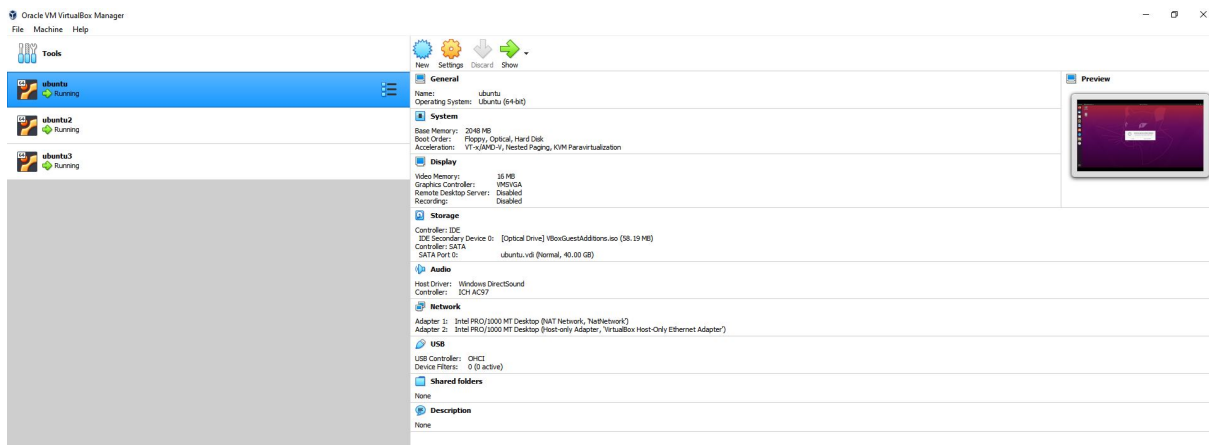 Oracle VM VirtualBox Manager
File Machine Help
Tools
New Settings Discard Show
64 ubuntu
Running
64 ubuntu2
Running
64 ubuntu3
Running
General
Name: ubuntu
Operating System: Ubuntu (64-bit)
System
Base Memory: 2048 MB
Boot Order: Floppy, Optical, Hard Disk
Acceleration: VT-x/AMD-V, Nested Paging, KVM Paravirtualization
Display
Video Memory: 16 MB
Graphics Controller: VMSVGA
Remote Desktop Server: Disabled
Recording: Disabled
Storage
Controller: IDE
IDE Secondary Device 0: [Optical Drive] VBoxGuestAdditions.iso (58.19 MB)
Controller: SATA
SATA Port 0: ubuntu.vdi (Normal, 40.00 GB)
Audio
Host Driver: Windows DirectSound
Controller: ICH AC97
Network
Adapter 1: Intel PRO/1000 MT Desktop (NAT Network, 'NatNetwork')
Adapter 2: Intel PRO/1000 MT Desktop (Host-only Adapter, 'VirtualBox Host-Only Ethernet Adapter')
USB
USB Controller: OHCI
Device Filters: 0 (0 active)
Shared folders
None
Description
None
Preview